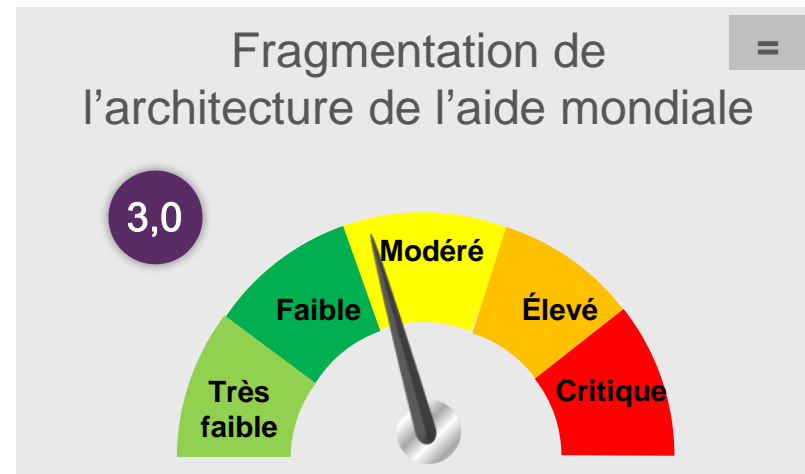 Fragmentation de
l’architecture de l’aide mondiale
=
3,0
Modéré
Faible
Élevé
Très
faible
Critique